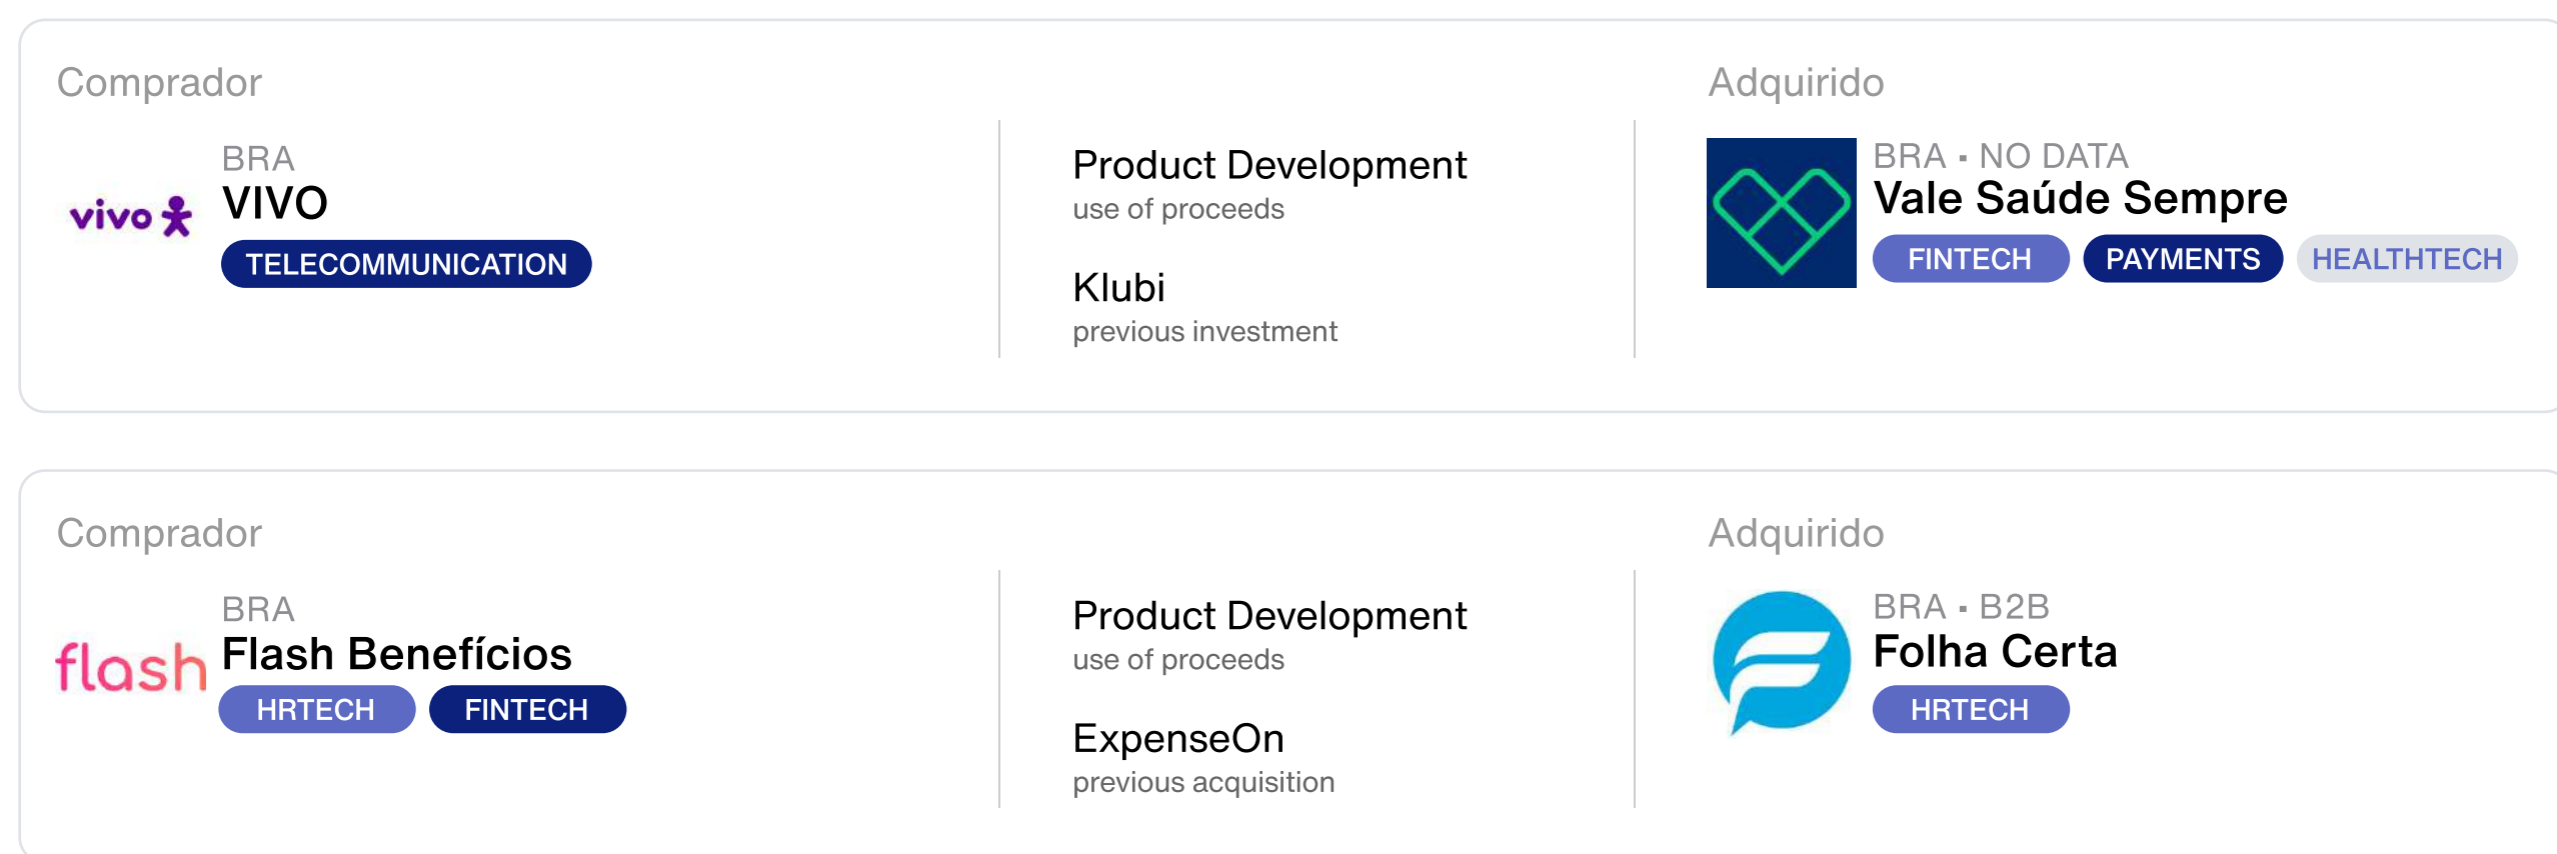 Comprador
vivo
BRA
VIVO
TELECOMMUNICATION
Product Development
use of proceeds
Klubi
previous investment
Adquirido
BRA ▪ NO DATA
Vale Saúde Sempre
FINTECH PAYMENTS HEALTHTECH
Comprador
flash
BRA
Flash Benefícios
HRTECH FINTECH
Product Development
use of proceeds
ExpenseOn
previous acquisition
Adquirido
BRA ▪ B2B
Folha Certa
HRTECH